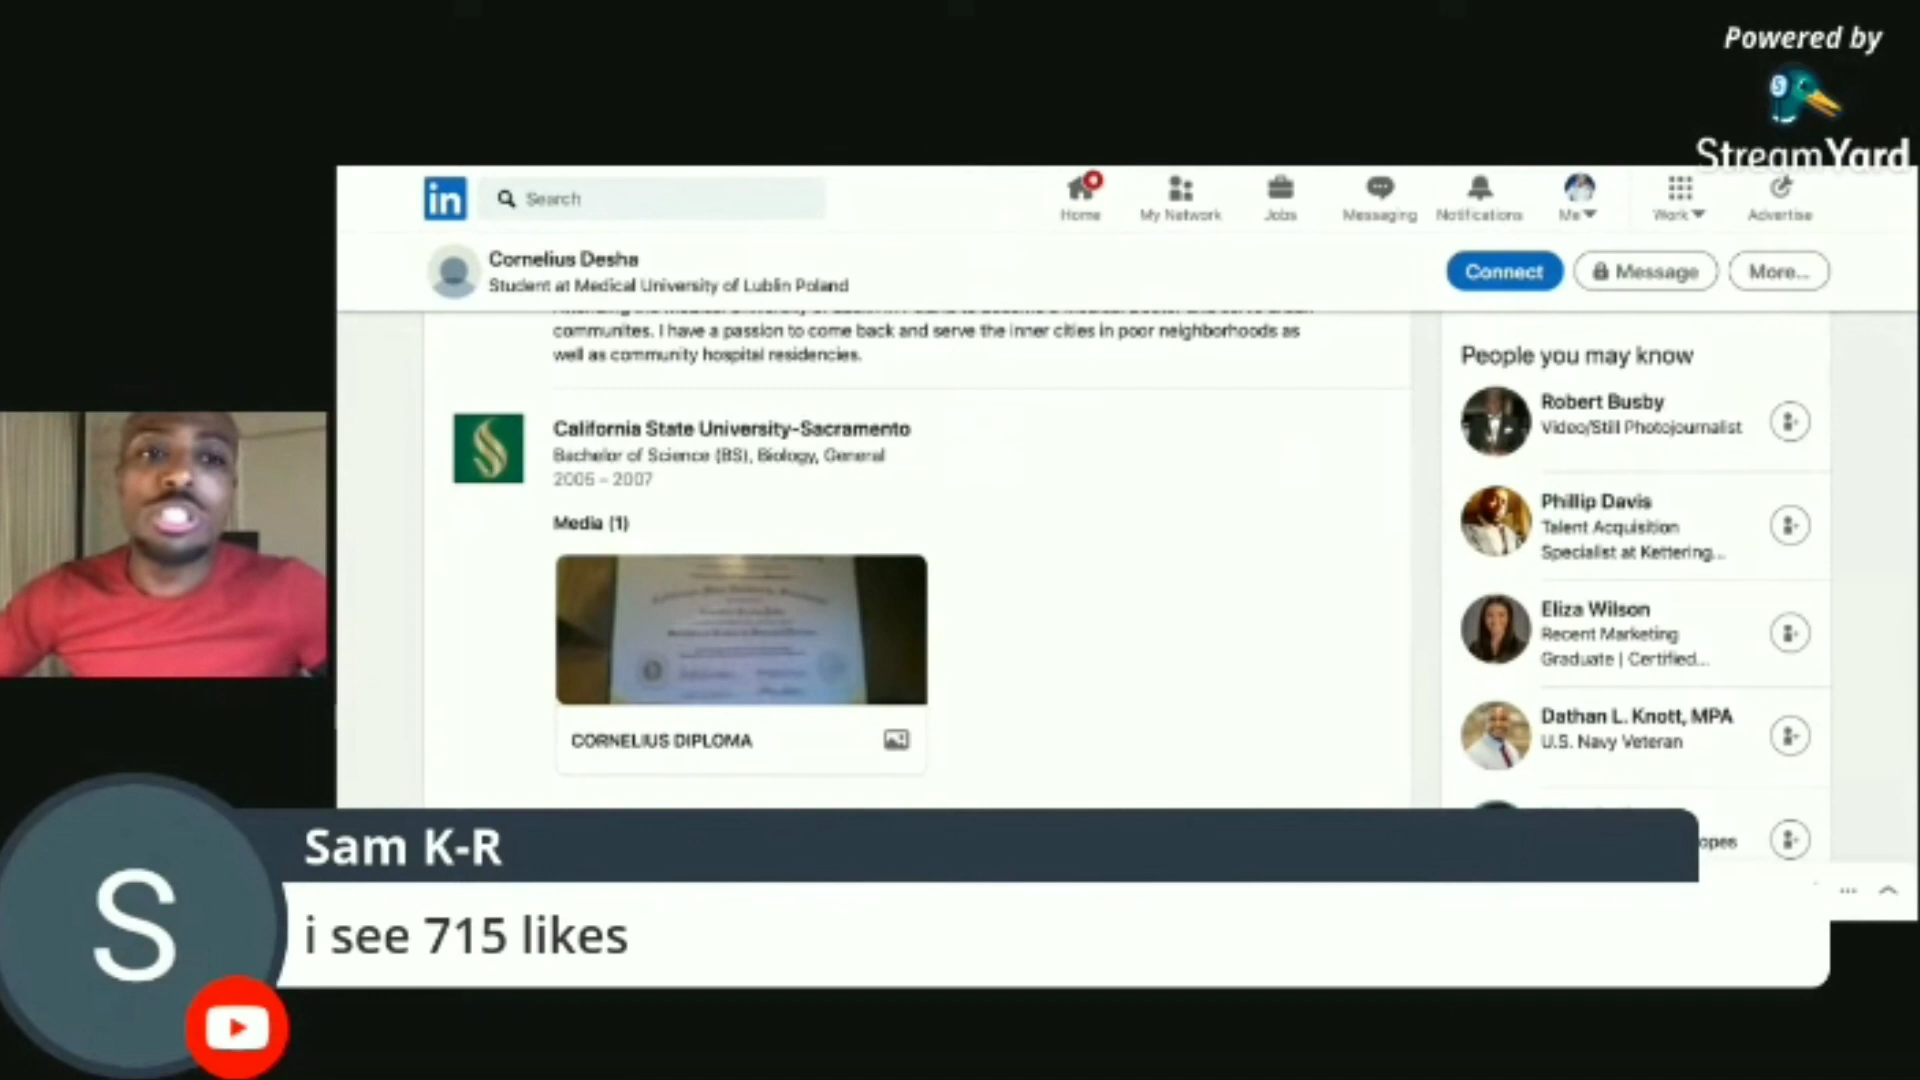 Powered by
StreamYard
in
Search
Home
My Network
Jobs
Messaging
Notifications
Me
Work
Advertise
Cornelius Desha
Student at Medical University of Lublin Poland
Connect
Message
More...
communites. I have a passion to come back and serve the inner cities in poor neighborhoods as
well as community hospital residencies.
California State University-Sacramento
Bachelor of Science (BS), Biology, General
2005 – 2007
Media (1)
CORNELIUS DIPLOMA
People you may know
Robert Busby
Video/Still Photojournalist
Phillip Davis
Talent Acquisition
Specialist at Kettering...
Eliza Wilson
Recent Marketing
Graduate | Certified...
Dathan L. Knott, MPA
U.S. Navy Veteran
opes
S
Sam K-R
i see 715 likes